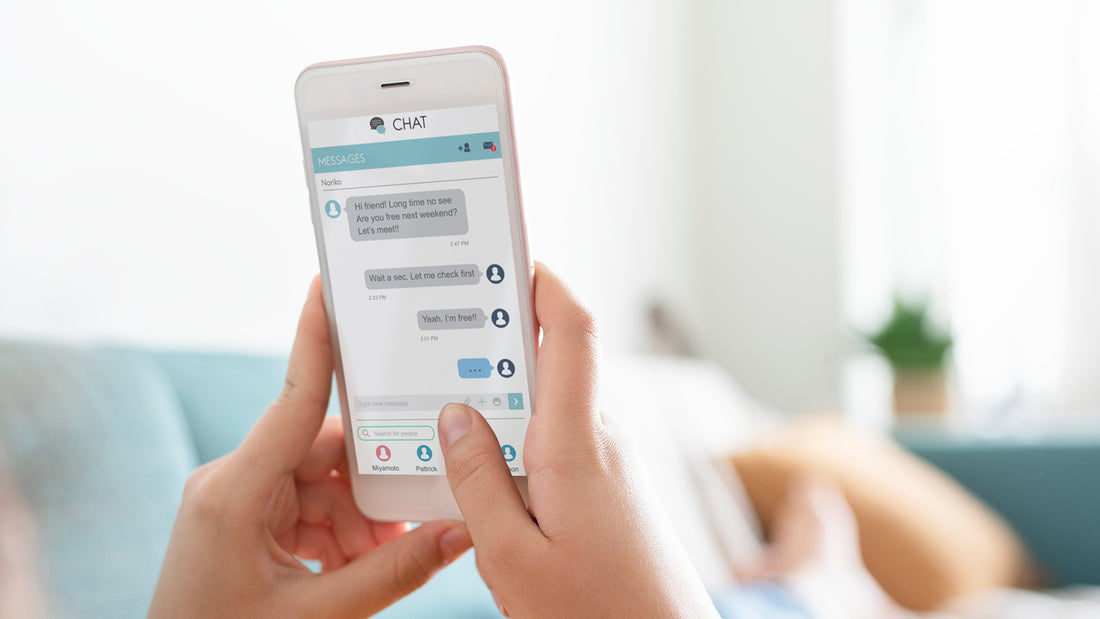 CHAT
MESSAGES
Noriko
Hi friend! Long time no see
Are you free next weekend?
Let's meet!!
2.47 PM
Wait a sec. Let me check first
2.53 PM
Yeah, I'm free!!
3.01 PM
...
Type new message
Search for people
Miyamoto
Pattrick
son